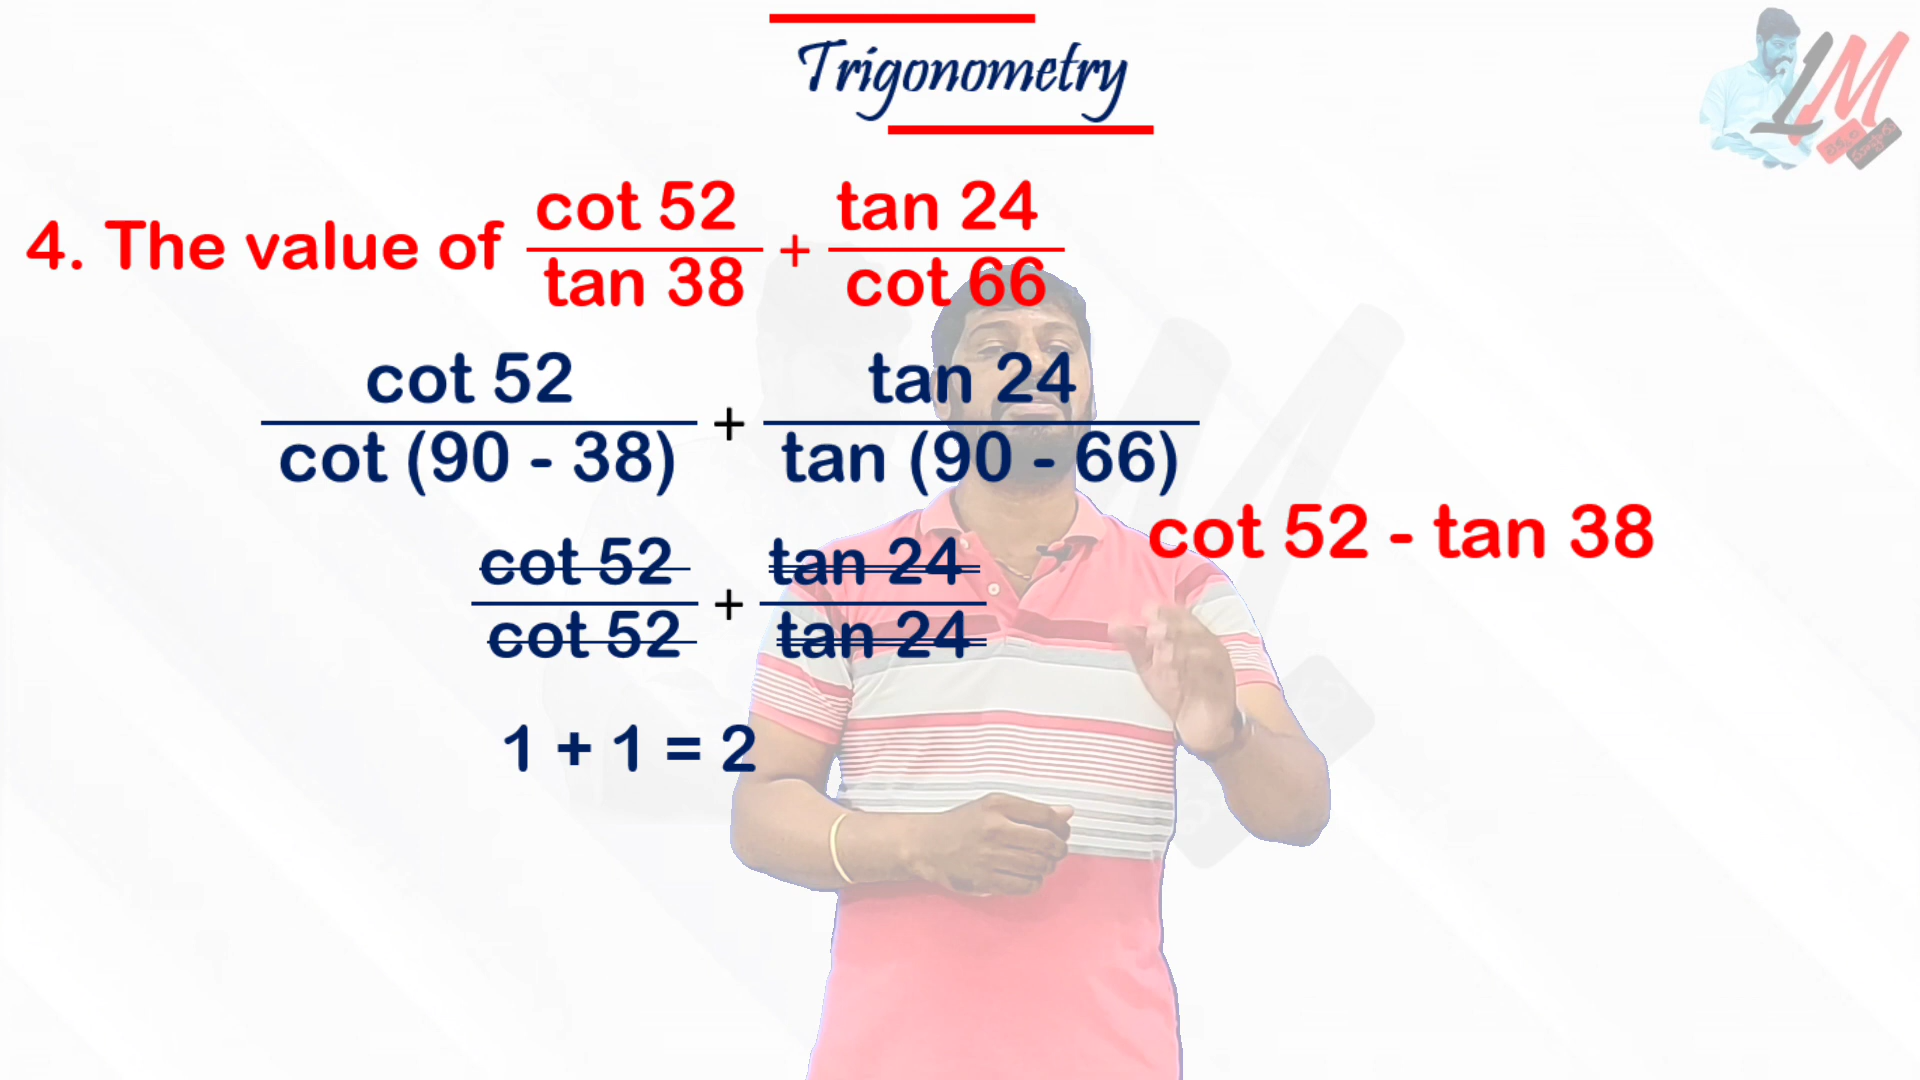 Trigonometry
LM
4. The value of cot 52 / tan 38 + tan 24 / cot 66
cot 52 / cot (90 - 38) + tan 24 / tan (90 - 66)
cot 52 - tan 38
cot 52 / cot 52 + tan 24 / tan 24
1 + 1 = 2